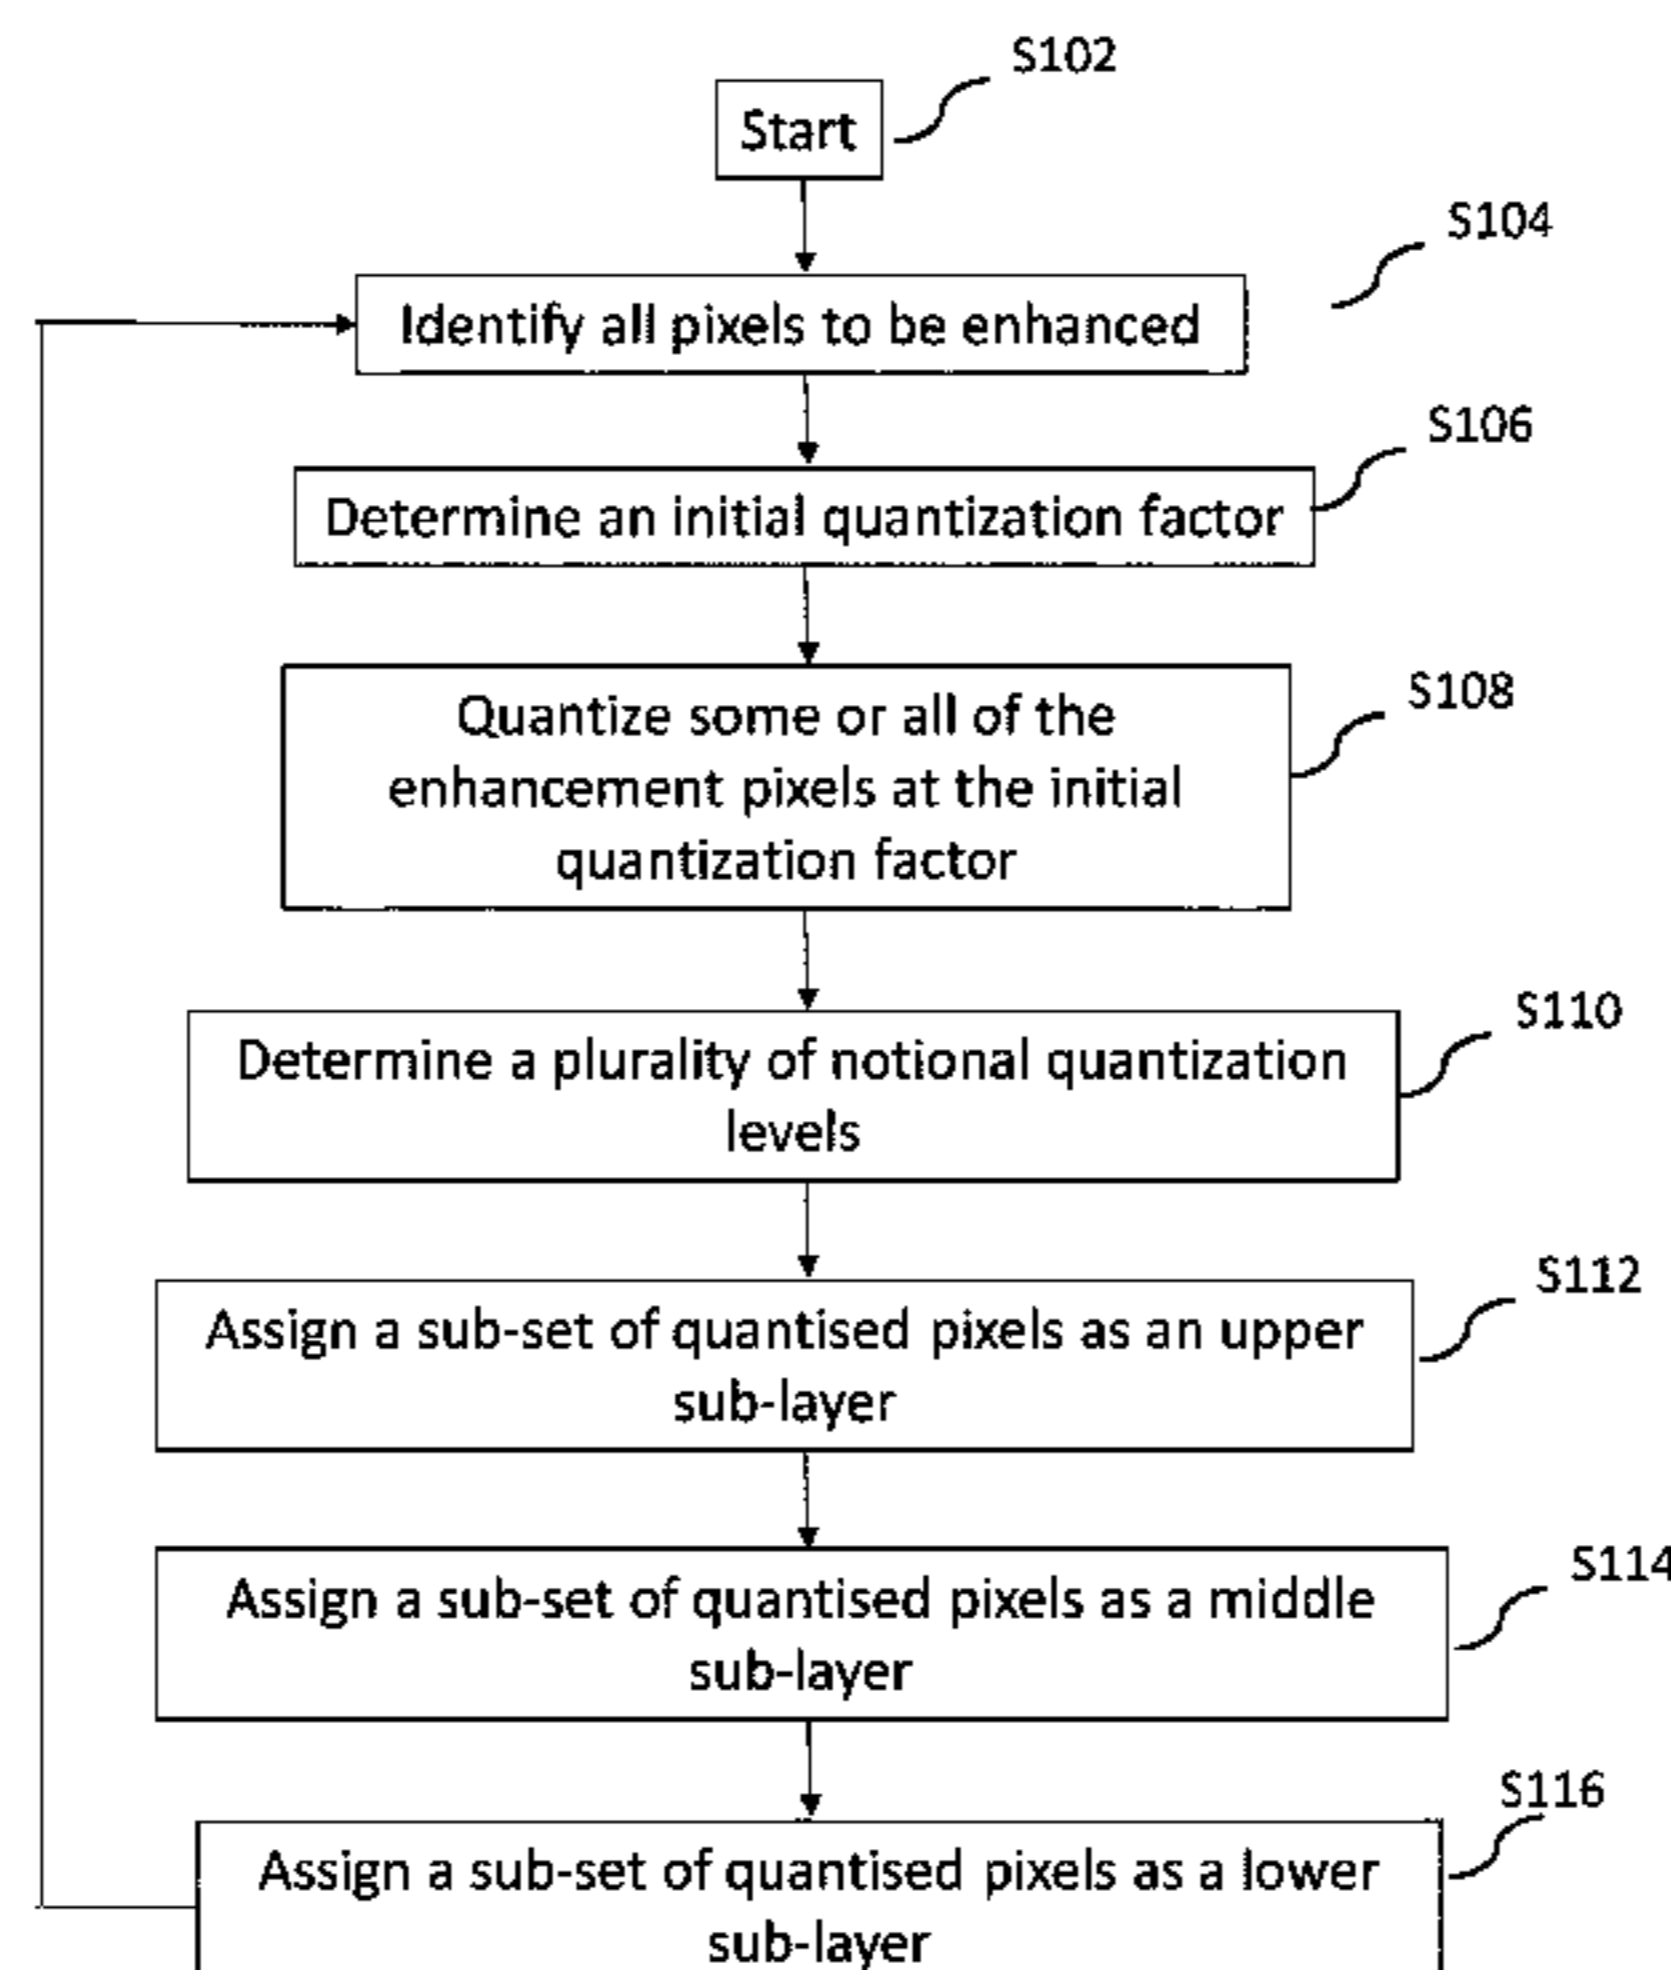 S102
Start
S104
Identify all pixels to be enhanced
S106
Determine an initial quantization factor
S108
Quantize some or all of the
enhancement pixels at the initial
quantization factor
S110
Determine a plurality of notional quantization
levels
S112
Assign a sub-set of quantised pixels as an upper
sub-layer
S114
Assign a sub-set of quantised pixels as a middle
sub-layer
S116
Assign a sub-set of quantised pixels as a lower
sub-layer